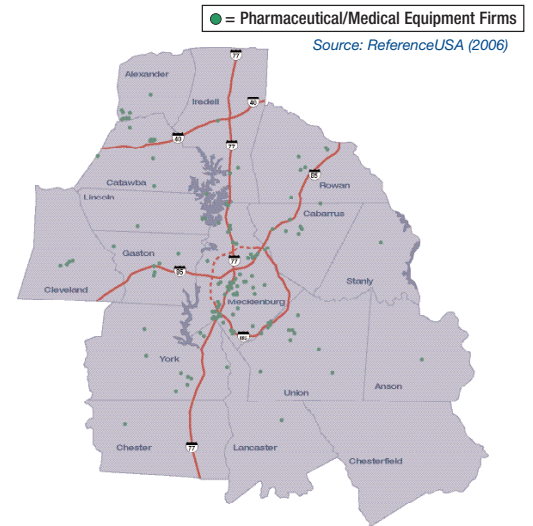 = Pharmaceutical/Medical Equipment Firms
Source: ReferenceUSA (2006)
77
Alexander
Iredell
40
40
77
85
Catawba
Rowan
Lincoln
Cabarrus
Gaston
77
85
Stanly
Cleveland
Mecklenburg
485
York
Anson
Union
77
Chester
Lancaster
Chesterfield